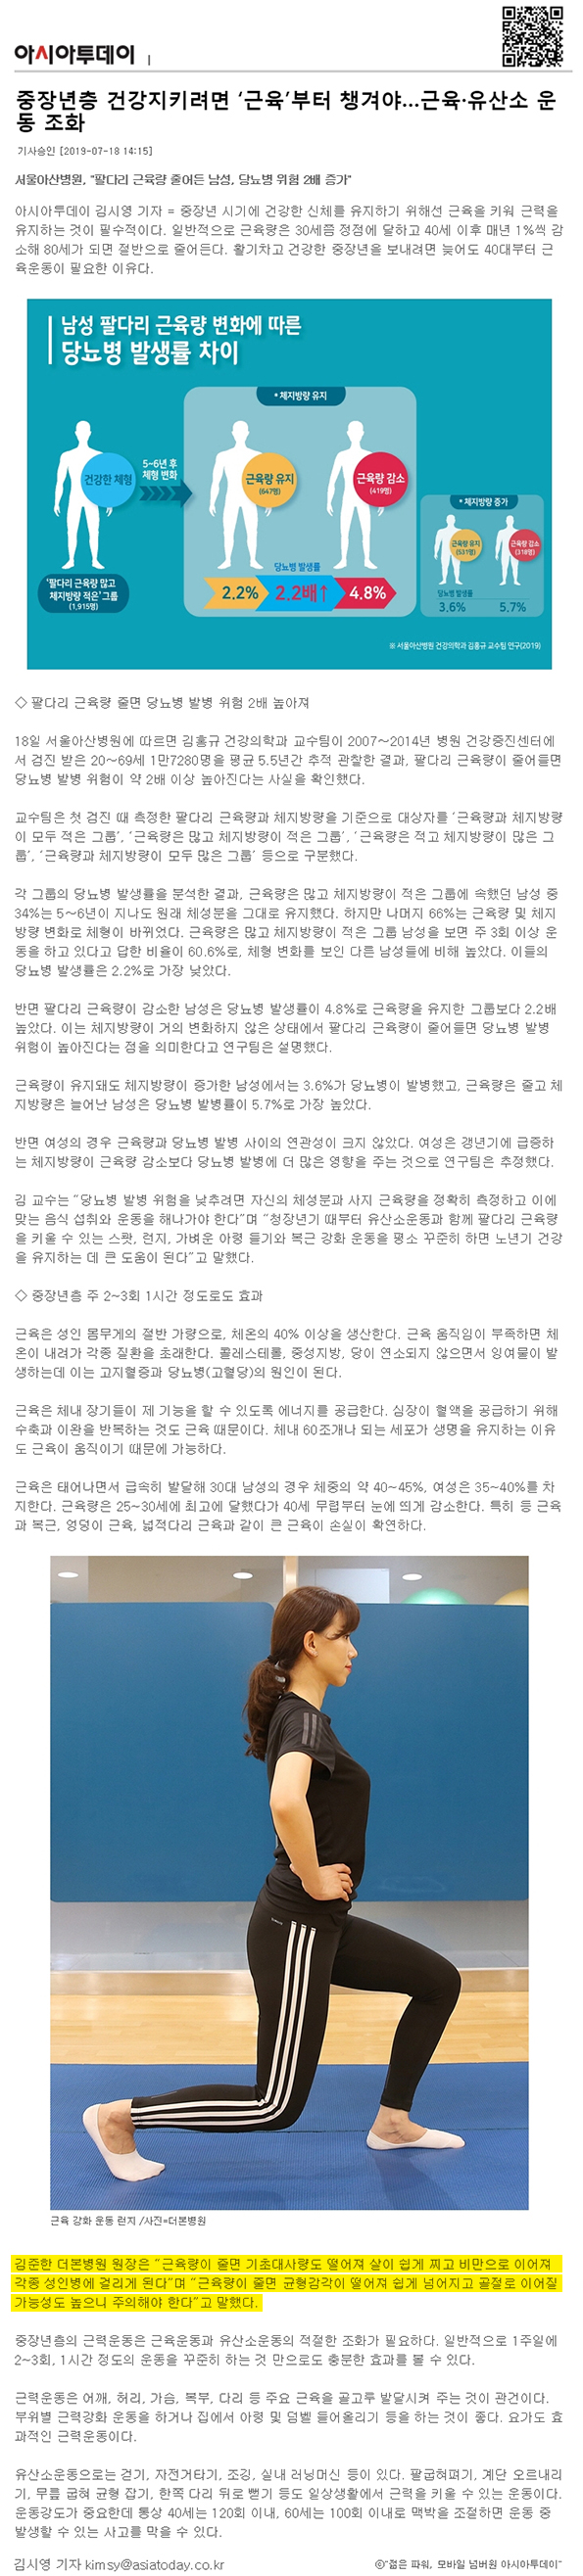 아시아투데이 |
중장년층 건강지키려면 ‘근육’부터 챙겨야...근육·유산소 운
동 조화
기사승인 [2019-07-18 14:15]
서울아산병원, "팔다리 근육량 줄어든 남성, 당뇨병 위험 2배 증가"
아시아투데이 김시영 기자 = 중장년 시기에 건강한 신체를 유지하기 위해선 근육을 키워 근력을
유지하는 것이 필수적이다. 일반적으로 근육량은 30세쯤 정점에 달하고 40세 이후 매년 1%씩 감
소해 80세가 되면 절반으로 줄어든다. 활기차고 건강한 중장년을 보내려면 늦어도 40대부터 근
육운동이 필요한 이유다.
남성 팔다리 근육량 변화에 따른
당뇨병 발생률 차이
* 체지방량 유지
건강한 체형
5~6년 후
체형 변화
근육량 유지
(647명)
근육량 감소
(419명)
‘팔다리 근육량 많고
체지방량 적은’ 그룹
(1,915명)
당뇨병 발생률
2.2% 2.2배↑ 4.8%
* 체지방량 증가
근육량 유지
(531명)
근육량 감소
(318명)
당뇨병 발생률
3.6% 5.7%
※ 서울아산병원 건강의학과 김홍규 교수팀 연구(2019)
◇ 팔다리 근육량 줄면 당뇨병 발병 위험 2배 높아져
18일 서울아산병원에 따르면 김홍규 건강의학과 교수팀이 2007~2014년 병원 건강증진센터에
서 검진 받은 20~69세 1만7280명을 평균 5.5년간 추적 관찰한 결과, 팔다리 근육량이 줄어들면
당뇨병 발병 위험이 약 2배 이상 높아진다는 사실을 확인했다.
교수팀은 첫 검진 때 측정한 팔다리 근육량과 체지방량을 기준으로 대상자를 ‘근육량과 체지방량
이 모두 적은 그룹’, ‘근육량은 많고 체지방량이 적은 그룹’, ‘근육량은 적고 체지방량이 많은 그
룹’, ‘근육량과 체지방량이 모두 많은 그룹’ 등으로 구분했다.
각 그룹의 당뇨병 발생률을 분석한 결과, 근육량은 많고 체지방량이 적은 그룹에 속했던 남성 중
34%는 5~6년이 지나도 원래 체성분을 그대로 유지했다. 하지만 나머지 66%는 근육량 및 체지
방량 변화로 체형이 바뀌었다. 근육량은 많고 체지방량이 적은 그룹 남성을 보면 주 3회 이상 운
동을 하고 있다고 답한 비율이 60.6%로, 체형 변화를 보인 다른 남성들에 비해 높았다. 이들의
당뇨병 발생률은 2.2%로 가장 낮았다.
반면 팔다리 근육량이 감소한 남성은 당뇨병 발생률이 4.8%로 근육량을 유지한 그룹보다 2.2배
높았다. 이는 체지방량이 거의 변화하지 않은 상태에서 팔다리 근육량이 줄어들면 당뇨병 발병
위험이 높아진다는 점을 의미한다고 연구팀은 설명했다.
근육량이 유지돼도 체지방량이 증가한 남성에서는 3.6%가 당뇨병이 발병했고, 근육량은 줄고 체
지방량은 늘어난 남성은 당뇨병 발병률이 5.7%로 가장 높았다.
반면 여성의 경우 근육량과 당뇨병 발병 사이의 연관성이 크지 않았다. 여성은 갱년기에 급증하
는 체지방량이 근육량 감소보다 당뇨병 발병에 더 많은 영향을 주는 것으로 연구팀은 추정했다.
김 교수는 “당뇨병 발병 위험을 낮추려면 자신의 체성분과 사지 근육량을 정확히 측정하고 이에
맞는 음식 섭취와 운동을 해나가야 한다”며 “청장년기 때부터 유산소운동과 함께 팔다리 근육량
을 키울 수 있는 스쾃, 런지, 가벼운 아령 들기와 복근 강화 운동을 평소 꾸준히 하면 노년기 건강
을 유지하는 데 큰 도움이 된다”고 말했다.
◇ 중장년층 주 2~3회 1시간 정도로도 효과
근육은 성인 몸무게의 절반 가량으로, 체온의 40% 이상을 생산한다. 근육 움직임이 부족하면 체
온이 내려가 각종 질환을 초래한다. 콜레스테롤, 중성지방, 당이 연소되지 않으면서 잉여물이 발
생하는데 이는 고지혈증과 당뇨병(고혈당)의 원인이 된다.
근육은 체내 장기들이 제 기능을 할 수 있도록 에너지를 공급한다. 심장이 혈액을 공급하기 위해
수축과 이완을 반복하는 것도 근육 때문이다. 체내 60조개나 되는 세포가 생명을 유지하는 이유
도 근육이 움직이기 때문에 가능하다.
근육은 태어나면서 급속히 발달해 30대 남성의 경우 체중의 약 40~45%, 여성은 35~40%를 차
지한다. 근육량은 25~30세에 최고에 달했다가 40세 무렵부터 눈에 띄게 감소한다. 특히 등 근육
과 복근, 엉덩이 근육, 넓적다리 근육과 같이 큰 근육이 손실이 확연하다.
근육 강화 운동 런지 /사진=더본병원
김준한 더본병원 원장은 “근육량이 줄면 기초대사량도 떨어져 살이 쉽게 찌고 비만으로 이어져
각종 성인병에 걸리게 된다”며 “근육량이 줄면 균형감각이 떨어져 쉽게 넘어지고 골절로 이어질
가능성도 높으니 주의해야 한다”고 말했다.
중장년층의 근력운동은 근육운동과 유산소운동의 적절한 조화가 필요하다. 일반적으로 1주일에
2~3회, 1시간 정도의 운동을 꾸준히 하는 것 만으로도 충분한 효과를 볼 수 있다.
근력운동은 어깨, 허리, 가슴, 복부, 다리 등 주요 근육을 골고루 발달시켜 주는 것이 관건이다.
부위별 근력강화 운동을 하거나 집에서 아령 및 덤벨 들어올리기 등을 하는 것이 좋다. 요가도 효
과적인 근력운동이다.
유산소운동으로는 걷기, 자전거타기, 조깅, 실내 러닝머신 등이 있다. 팔굽혀펴기, 계단 오르내리
기, 무릎 굽혀 균형 잡기, 한쪽 다리 뒤로 뻗기 등도 일상생활에서 근력을 키울 수 있는 운동이다.
운동강도가 중요한데 통상 40세는 120회 이내, 60세는 100회 이내로 맥박을 조절하면 운동 중
발생할 수 있는 사고를 막을 수 있다.
김시영 기자 kimsy@asiatoday.co.kr
©“젊은 파워, 모바일 넘버원 아시아투데이”